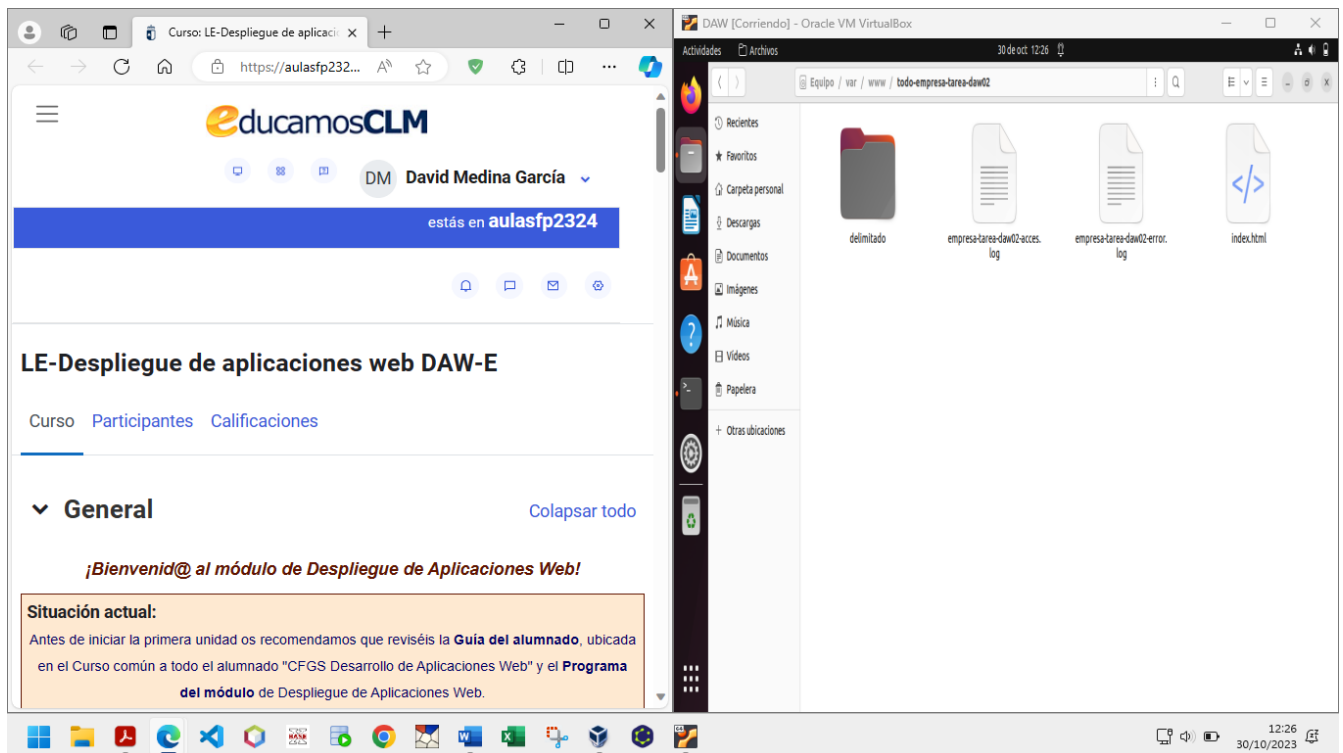 Curso: LE-Despliegue de aplicacio
https://aulasfp232...
educamosCLM
DM David Medina García
estás en aulasfp2324
LE-Despliegue de aplicaciones web DAW-E
Curso Participantes Calificaciones
General Colapsar todo
¡Bienvenid@ al módulo de Despliegue de Aplicaciones Web!
Situación actual:
Antes de iniciar la primera unidad os recomendamos que reviséis la Guía del alumnado, ubicada
en el Curso común a todo el alumnado "CFGS Desarrollo de Aplicaciones Web" y el Programa
del módulo de Despliegue de Aplicaciones Web.
DAW [Corriendo] - Oracle VM VirtualBox
Actividades Archivos 30 de oct 12:26
Equipo / var / www / todo-empresa-tarea-daw02
Recientes
Favoritos
Carpeta personal
Descargas
Documentos
Imágenes
Música
Vídeos
Papelera
+ Otras ubicaciones
delimitado
empresa-tarea-daw02-acces.
log
empresa-tarea-daw02-error.
log
index.html
12:26
30/10/2023